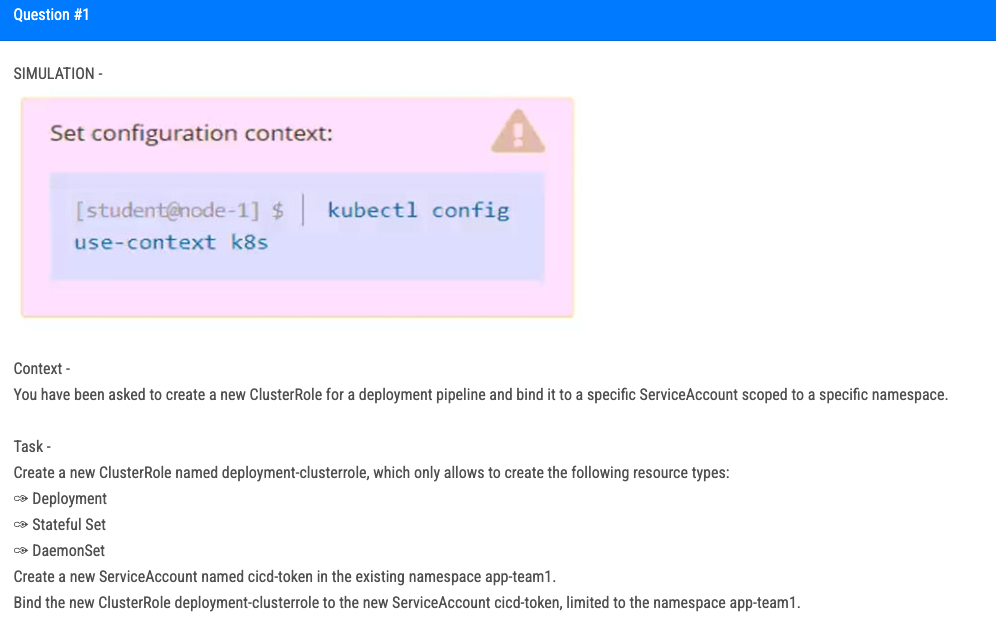 Question #1
SIMULATION -
Set configuration context:
[student@node-1] $ | kubectl config
use-context k8s
Context -
You have been asked to create a new ClusterRole for a deployment pipeline and bind it to a specific ServiceAccount scoped to a specific namespace.
Task -
Create a new ClusterRole named deployment-clusterrole, which only allows to create the following resource types:
✑ Deployment
✑ Stateful Set
✑ DaemonSet
Create a new ServiceAccount named cicd-token in the existing namespace app-team1.
Bind the new ClusterRole deployment-clusterrole to the new ServiceAccount cicd-token, limited to the namespace app-team1.